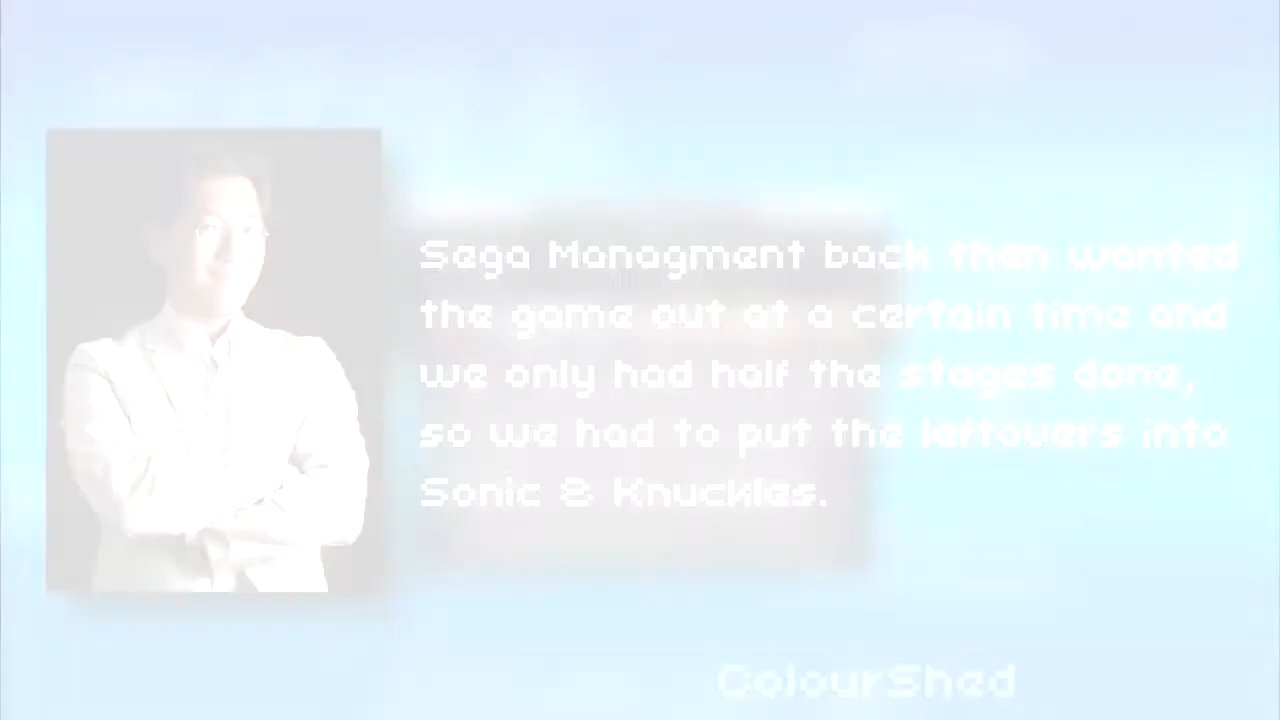 Sega Managment back then wanted
the game out at a certain time and
we only had half the stages done,
so we had to put the leftovers into
Sonic & Knuckles.
ColourShed